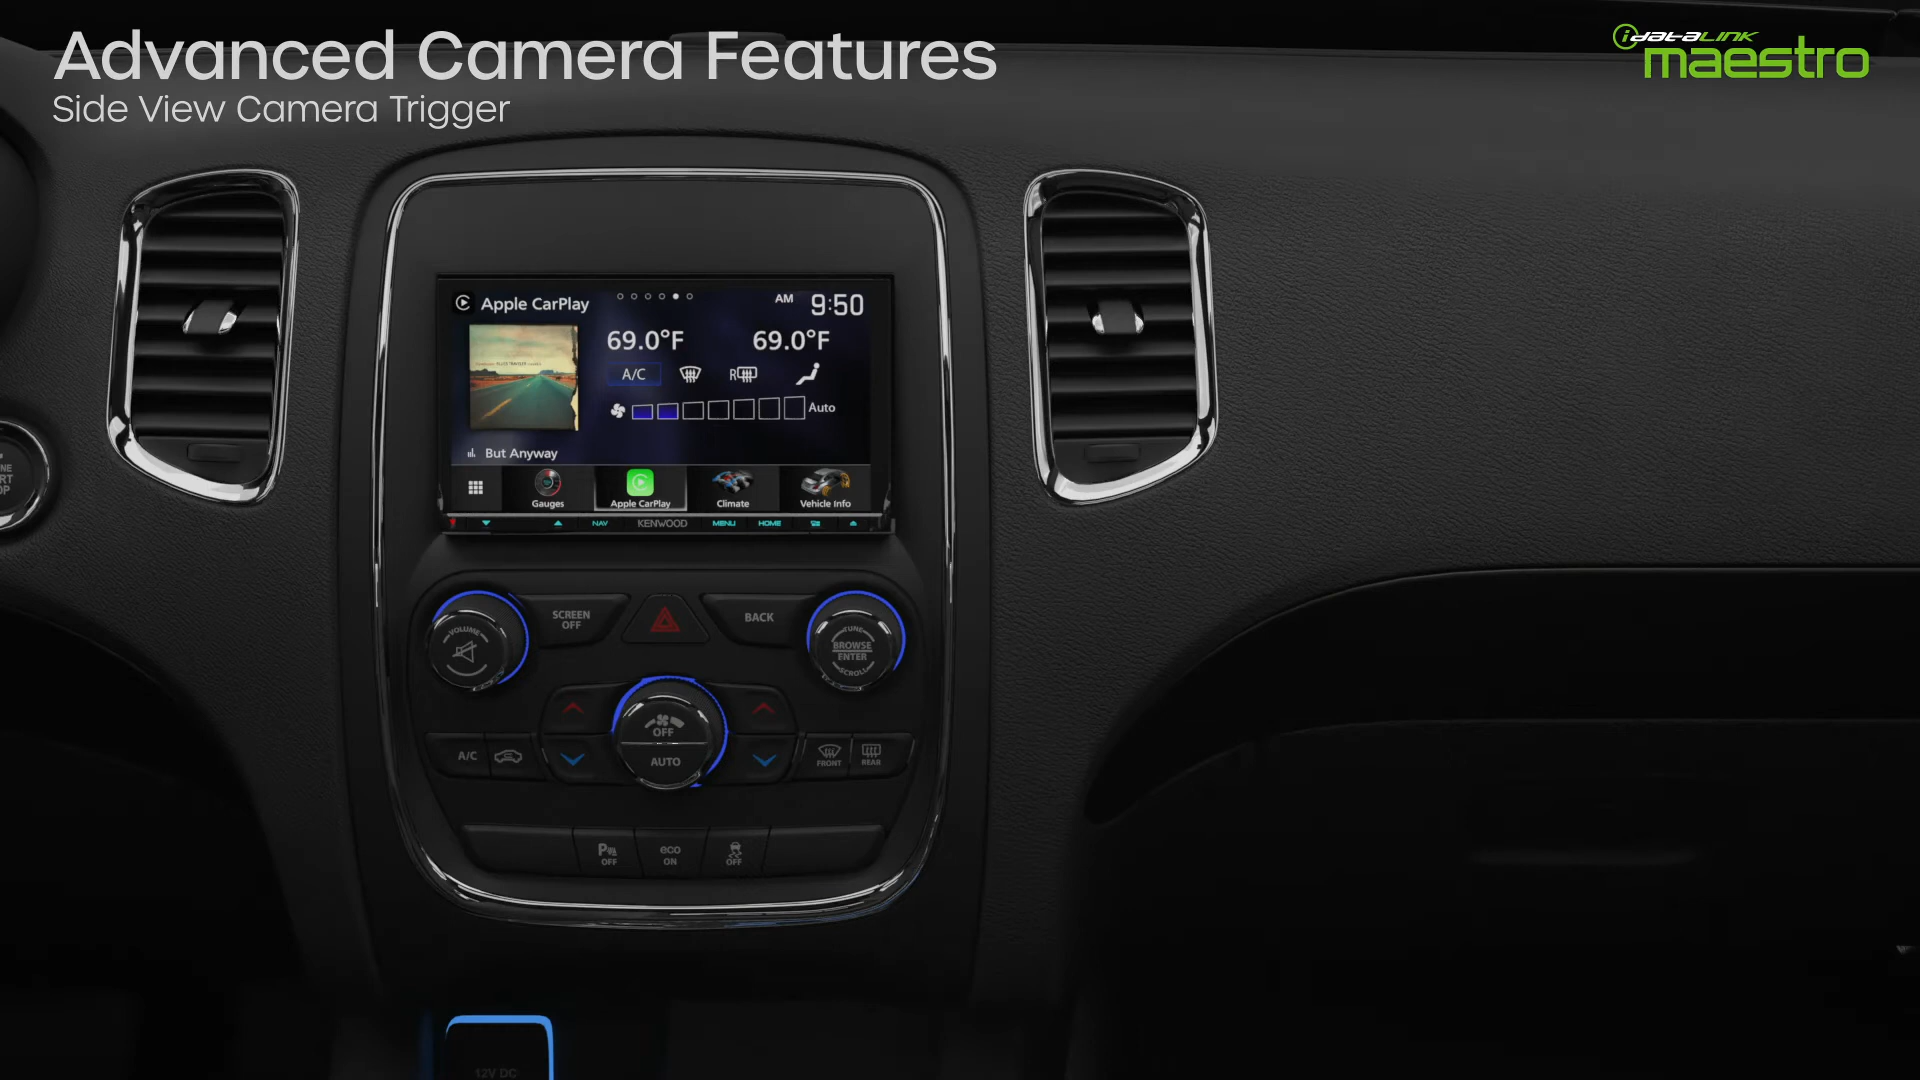 Advanced Camera Features
Side View Camera Trigger
iDatalink
maestro
Apple CarPlay
AM 9:50
69.0°F 69.0°F
A/C R
Auto
But Anyway
Gauges Apple CarPlay Climate Vehicle Info
NAV KENWOOD MENU HOME
VOLUME
SCREEN
OFF
BACK
TUNE
BROWSE
ENTER
SCROLL
OFF
AUTO
A/C
FRONT REAR
P OFF
eco
ON
OFF
12V DC